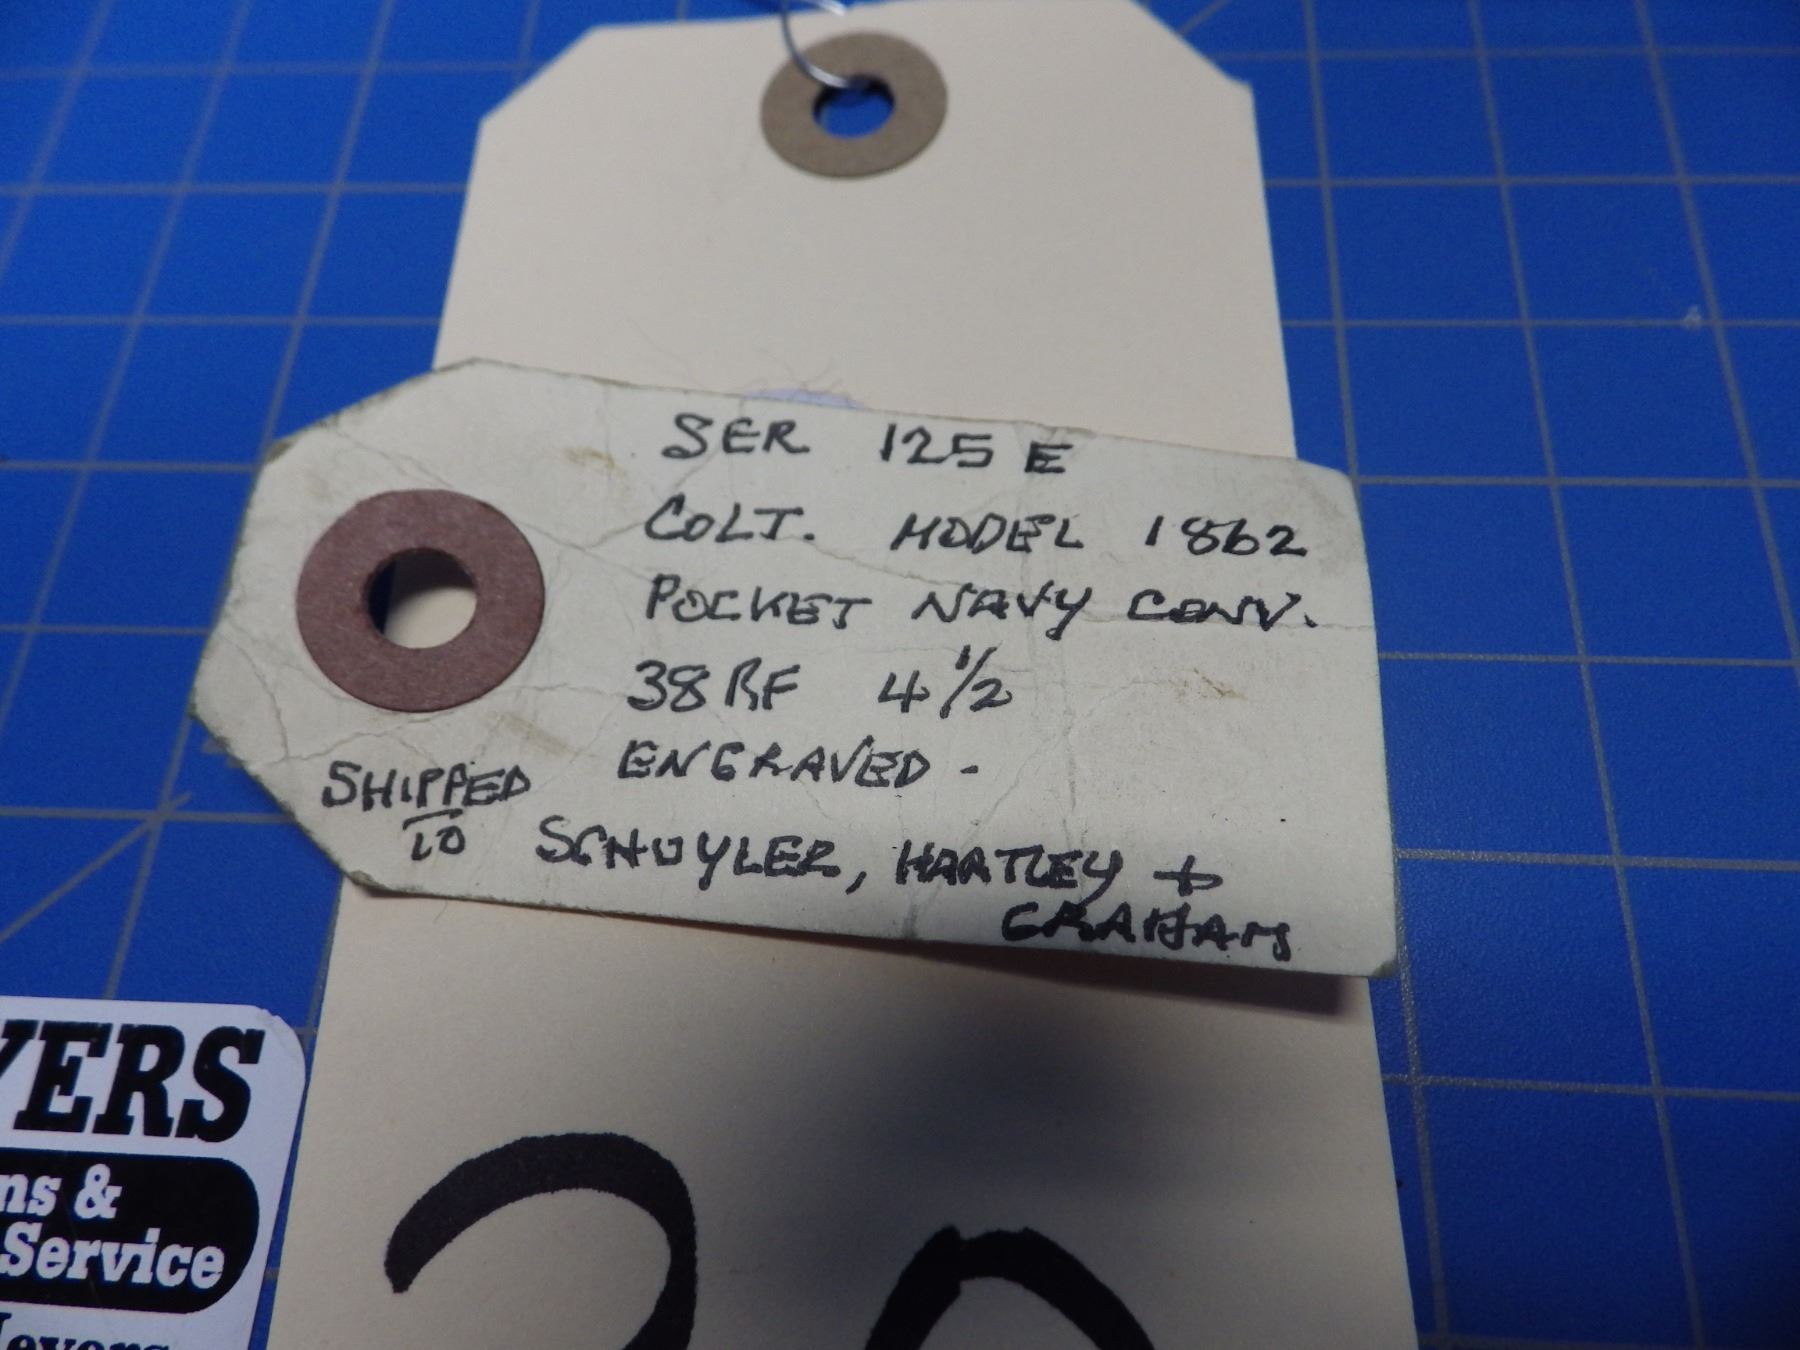 SER 125 E
COLT. MODEL 1862
POCKET NAVY CONV.
38 RF 4 1/2
ENGRAVED -
SHIPPED
TO SCHUYLER, HARTLEY +
GRAHAM
YERS
ns &
Service